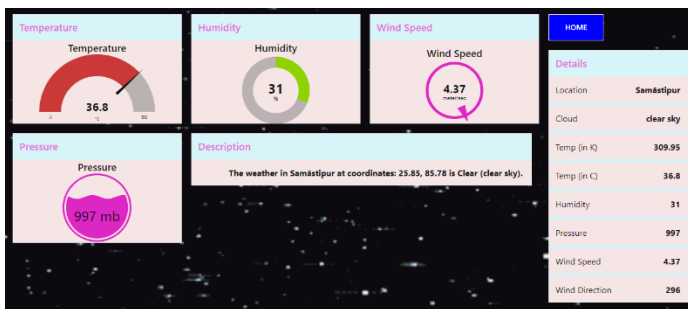 Temperature
Temperature
36.8
°C
0
50
Humidity
Humidity
31
%
Wind Speed
Wind Speed
4.37
meter/sec
Pressure
Pressure
997 mb
Description
The weather in Samāstipur at coordinates: 25.85, 85.78 is Clear (clear sky).
HOME
Details
Location Samāstipur
Cloud clear sky
Temp (in K) 309.95
Temp (in C) 36.8
Humidity 31
Pressure 997
Wind Speed 4.37
Wind Direction 296